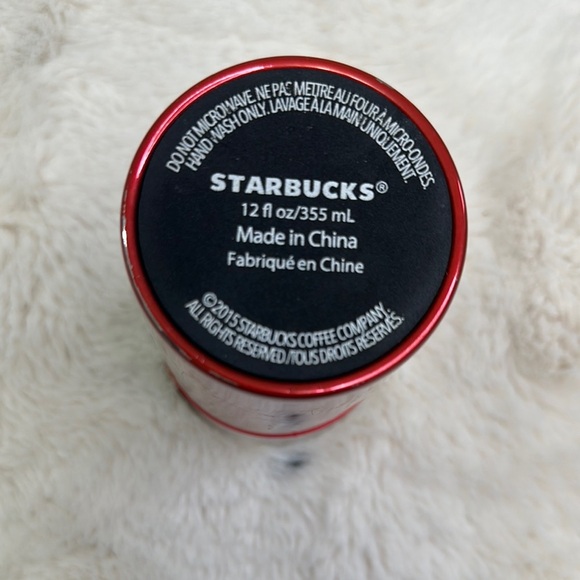 DO NOT MICROWAVE. NE PAS METTRE AU FOUR À MICRO-ONDES.
HAND WASH ONLY. LAVAGE À LA MAIN UNIQUEMENT.
STARBUCKS®
12 fl oz/355 mL
Made in China
Fabriqué en Chine
©2015 STARBUCKS COFFEE COMPANY.
ALL RIGHTS RESERVED/TOUS DROITS RÉSERVÉS.